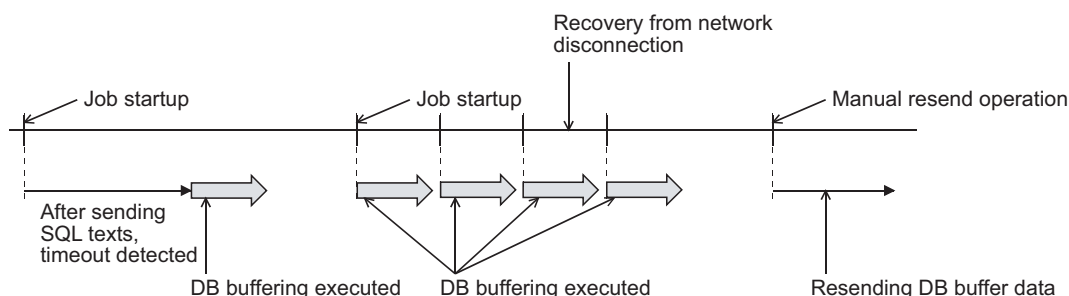 Recovery from network
disconnection
Job startup
Job startup
Manual resend operation
After sending
SQL texts,
timeout detected
DB buffering executed
DB buffering executed
Resending DB buffer data